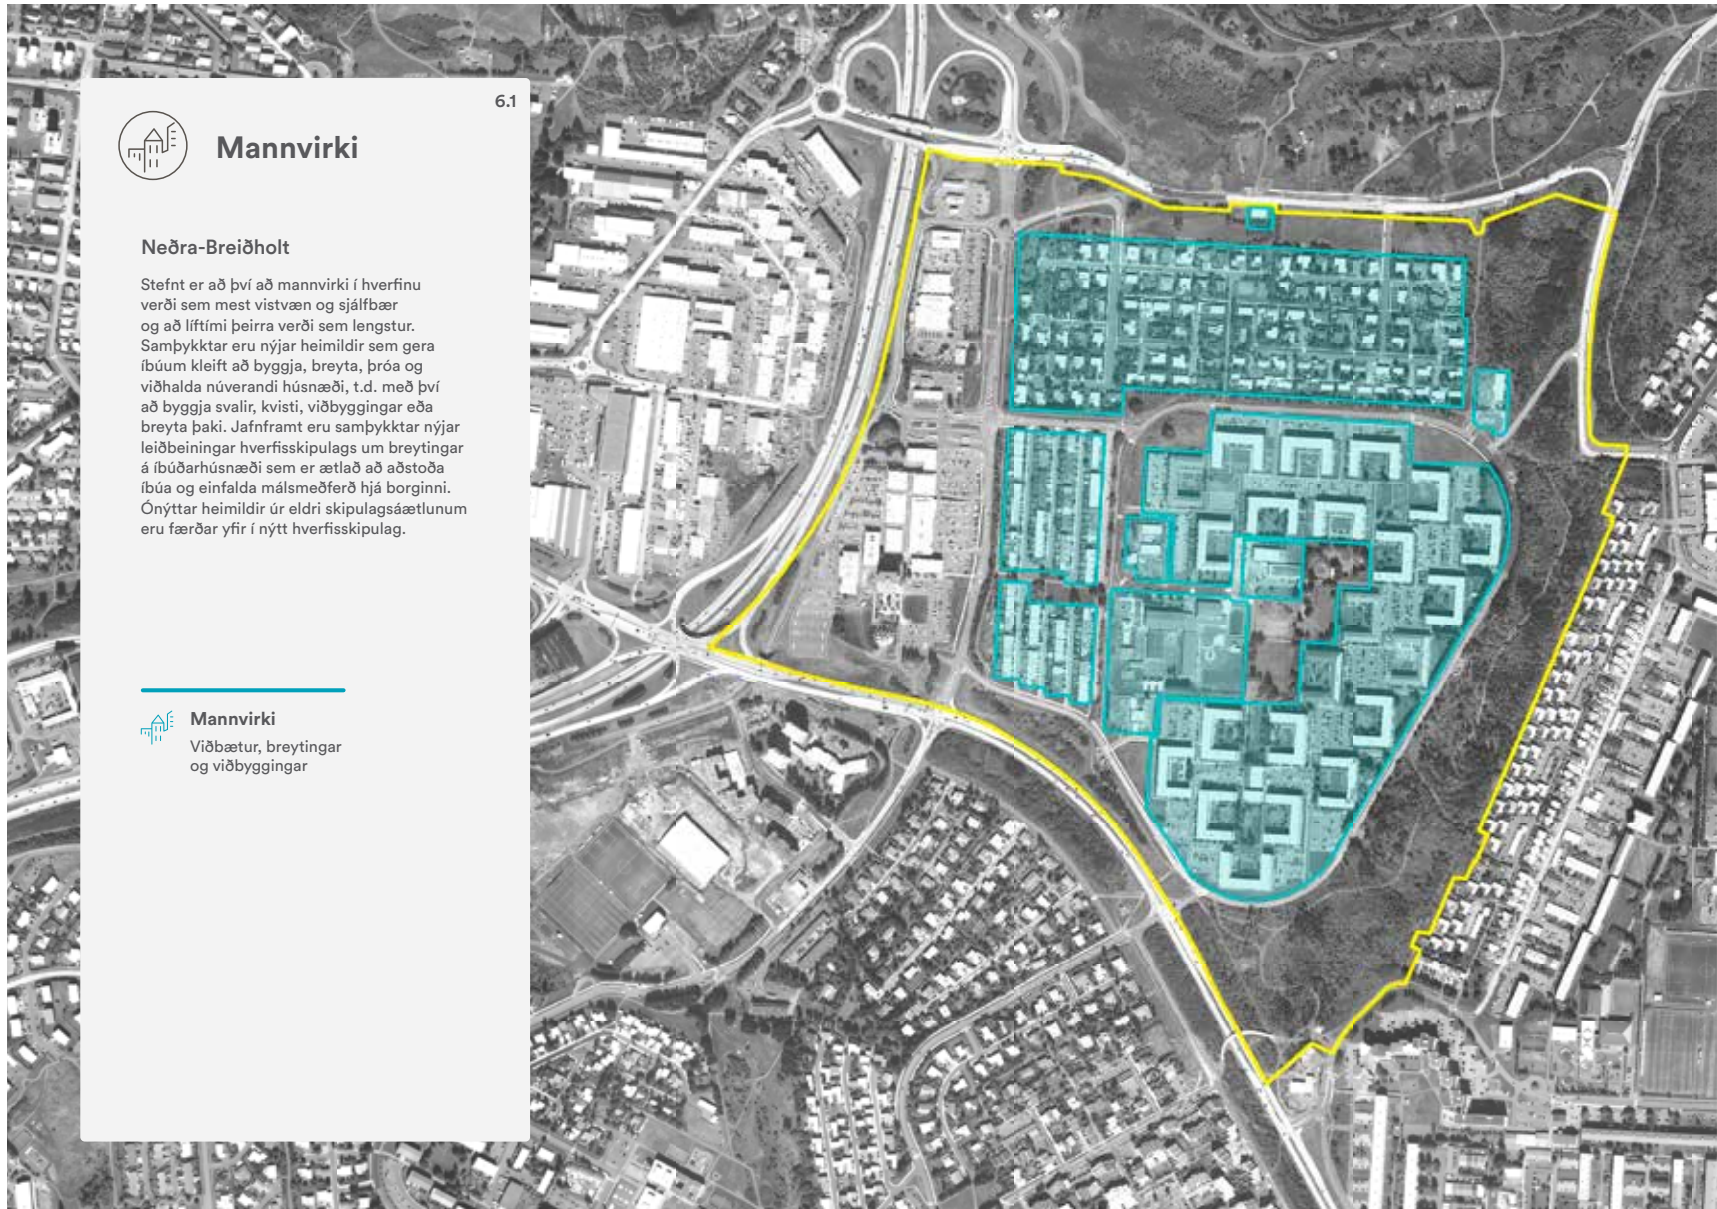 6.1
Mannvirki
Neðra-Breiðholt
Stefnt er að því að mannvirki í hverfinu
verði sem mest vistvæn og sjálfbær
og að líftími þeirra verði sem lengstur.
Samþykktar eru nýjar heimildir sem gera
íbúum kleift að byggja, breyta, þróa og
viðhalda núverandi húsnæði, t.d. með því
að byggja svalir, kvisti, viðbyggingar eða
breyta þaki. Jafnframt eru samþykktar nýjar
leiðbeiningar hverfisskipulags um breytingar
á íbúðarhúsnæði sem er ætlað að aðstoða
íbúa og einfalda málsmeðferð hjá borginni.
Ónýttar heimildir úr eldri skipulagsáætlunum
eru færðar yfir í nýtt hverfisskipulag.
Mannvirki
Viðbætur, breytingar
og viðbyggingar